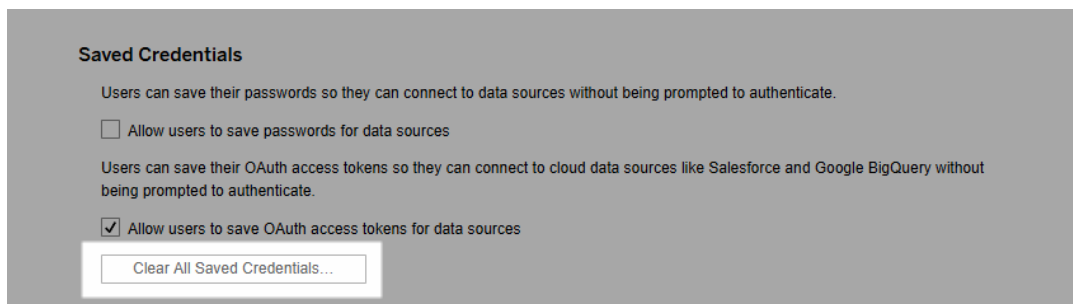 Saved Credentials
Users can save their passwords so they can connect to data sources without being prompted to authenticate.
Allow users to save passwords for data sources
Users can save their OAuth access tokens so they can connect to cloud data sources like Salesforce and Google BigQuery without
being prompted to authenticate.
Allow users to save OAuth access tokens for data sources
Clear All Saved Credentials...